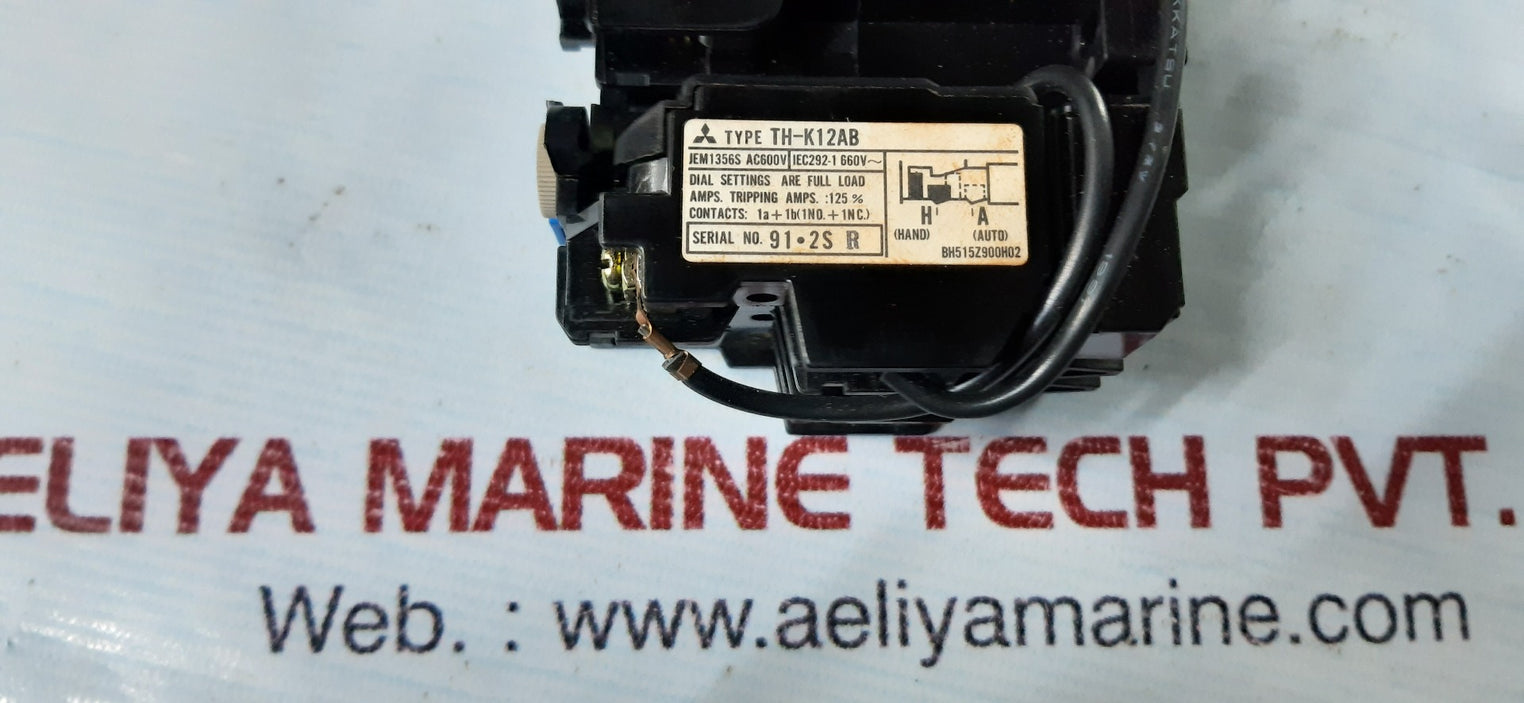 TYPE TH-K12AB
JEM1356S AC600V IEC292-1 660V~
DIAL SETTINGS ARE FULL LOAD
AMPS. TRIPPING AMPS. :125 %
CONTACTS: 1a+1b(1NO.+1NC.)
SERIAL NO. 91•2S R
H A
(HAND) (AUTO)
BH515Z900H02
ELIYA MARINE TECH PVT.
Web. : www.aeliyamarine.com